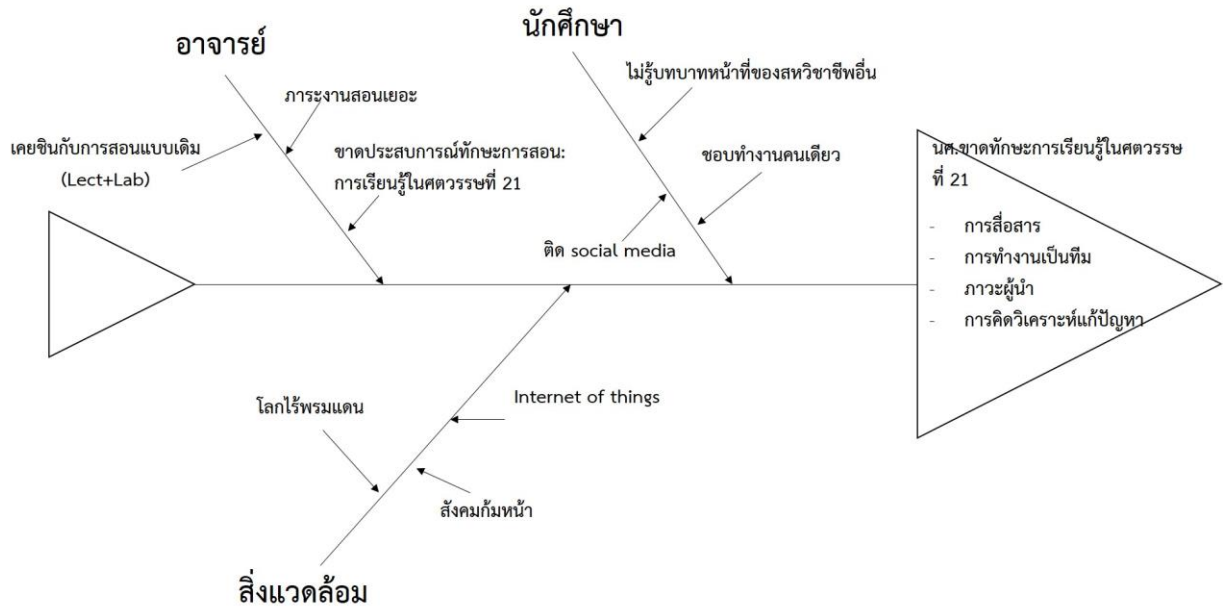 อาจารย์
นักศึกษา
ภาระงานสอนเยอะ
เคยชินกับการสอนแบบเดิม
(Lect+Lab)
ขาดประสบการณ์ทักษะการสอน:
การเรียนรู้ในศตวรรษที่ 21
ไม่รู้บทบาทหน้าที่ของสหวิชาชีพอื่น
ชอบทำงานคนเดียว
ติด social media
นศ.ขาดทักษะการเรียนรู้ในศตวรรษ
ที่ 21
- การสื่อสาร
- การทำงานเป็นทีม
- ภาวะผู้นำ
- การคิดวิเคราะห์แก้ปัญหา
โลกไร้พรมแดน
Internet of things
สังคมก้มหน้า
สิ่งแวดล้อม